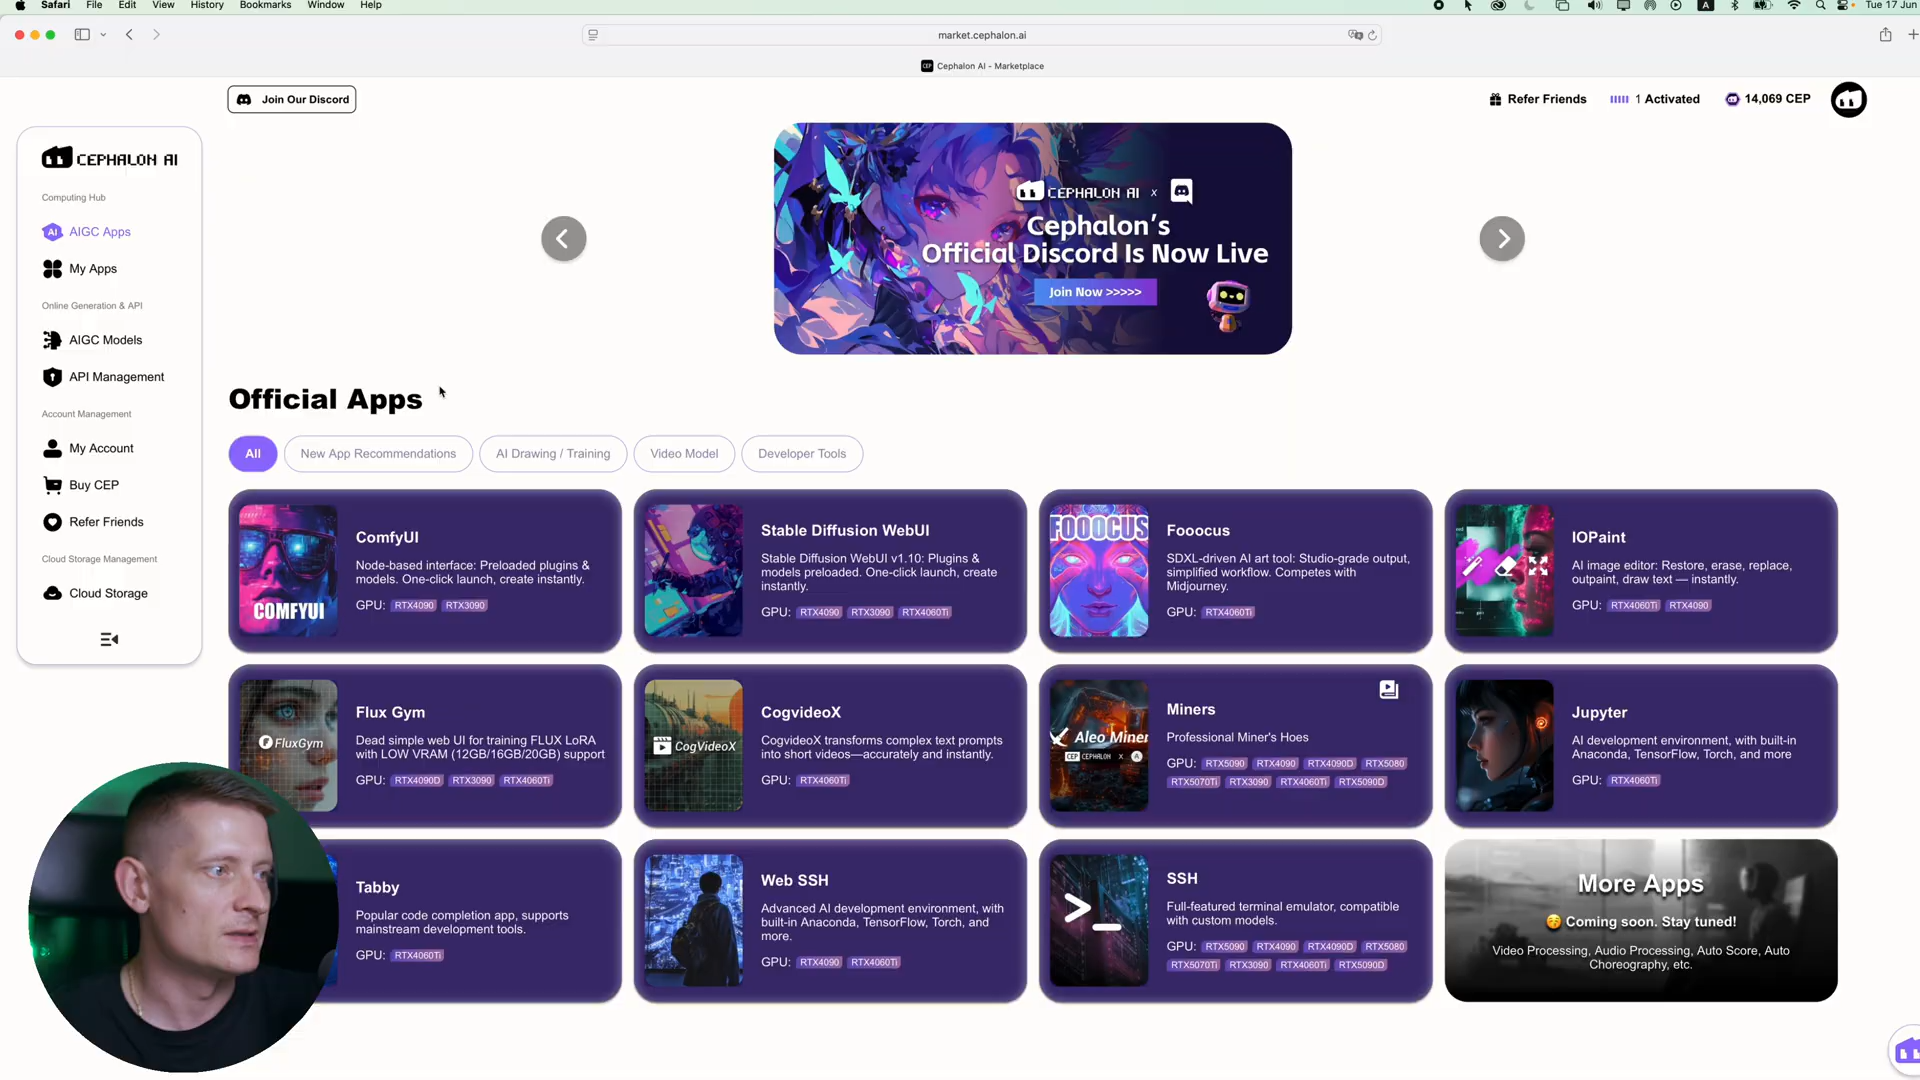 Safari File Edit View History Bookmarks Window Help
A
Tue 17 Jun
market.cephalon.ai
CEP Cephalon AI - Marketplace
Join Our Discord
Refer Friends
1 Activated
14,069 CEP
CEPHALON AI
Computing Hub
AI AIGC Apps
My Apps
Online Generation & API
AIGC Models
API Management
Account Management
My Account
Buy CEP
Refer Friends
Cloud Storage Management
Cloud Storage
CEPHALON AI x
Cephalon's
Official Discord Is Now Live
Join Now >>>>>
Official Apps
All
New App Recommendations
AI Drawing / Training
Video Model
Developer Tools
COMFYUI
ComfyUI
Node-based interface: Preloaded plugins &
models. One-click launch, create instantly.
GPU: RTX4090 RTX3090
Stable Diffusion WebUI
Stable Diffusion WebUI v1.10: Plugins &
models preloaded. One-click launch, create
instantly.
GPU: RTX4090 RTX3090 RTX4060Ti
FOOOCUS
Fooocus
SDXL-driven AI art tool: Studio-grade output,
simplified workflow. Competes with
Midjourney.
GPU: RTX4060Ti
IOPaint
AI image editor: Restore, erase, replace,
outpaint, draw text — instantly.
GPU: RTX4060Ti RTX4090
FluxGym
Flux Gym
Dead simple web UI for training FLUX LoRA
with LOW VRAM (12GB/16GB/20GB) support
GPU: RTX4090D RTX3090 RTX4060Ti
CogVideoX
CogvideoX
CogvideoX transforms complex text prompts
into short videos—accurately and instantly.
GPU: RTX4060Ti
Aleo Miner
CEP CEPHALON X A
Miners
Professional Miner's Hoes
GPU: RTX5090 RTX4090 RTX4090D RTX5080
RTX5070Ti RTX3090 RTX4060Ti RTX5090D
Jupyter
AI development environment, with built-in
Anaconda, TensorFlow, Torch, and more
GPU: RTX4060Ti
Tabby
Popular code completion app, supports
mainstream development tools.
GPU: RTX4060Ti
Web SSH
Advanced AI development environment, with
built-in Anaconda, TensorFlow, Torch, and
more.
GPU: RTX4090 RTX4060Ti
SSH
Full-featured terminal emulator, compatible
with custom models.
GPU: RTX5090 RTX4090 RTX4090D RTX5080
RTX5070Ti RTX3090 RTX4060Ti RTX5090D
More Apps
Coming soon. Stay tuned!
Video Processing, Audio Processing, Auto Score, Auto
Choreography, etc.